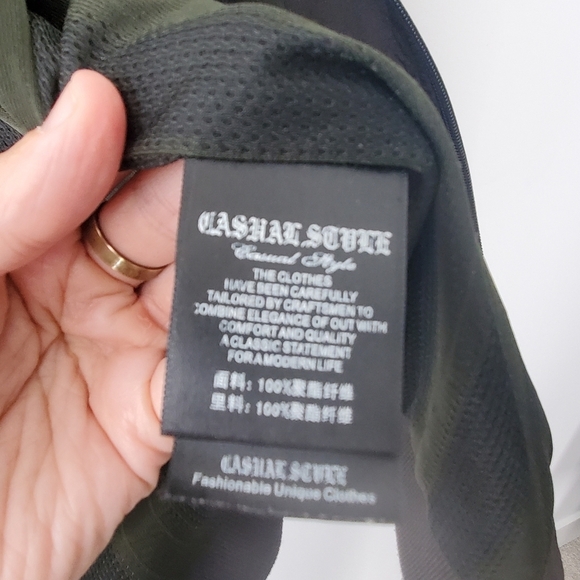 CASUAL STYLE
Casual Style
THE CLOTHES
HAVE BEEN CAREFULLY
TAILORED BY CRAFTSMEN TO
COMBINE ELEGANCE OF OUT WITH
COMFORT AND QUALITY
A CLASSIC STATEMENT
FOR A MODERN LIFE
面料: 100%聚酯纤维
里料: 100%聚酯纤维
CASUAL STYLE
Fashionable Unique Clothes